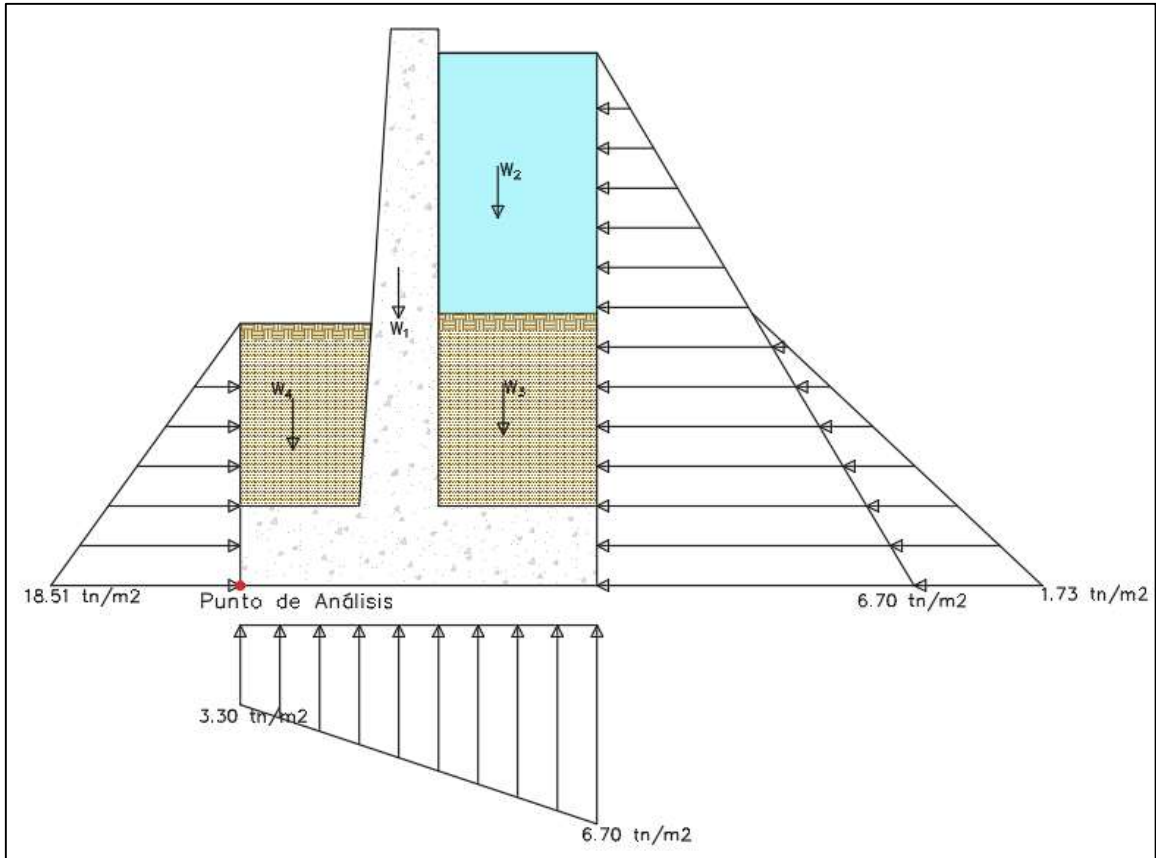 W2
W1
W4
W3
18.51 tn/m2
Punto de Análisis
6.70 tn/m2
1.73 tn/m2
3.30 tn/m2
6.70 tn/m2